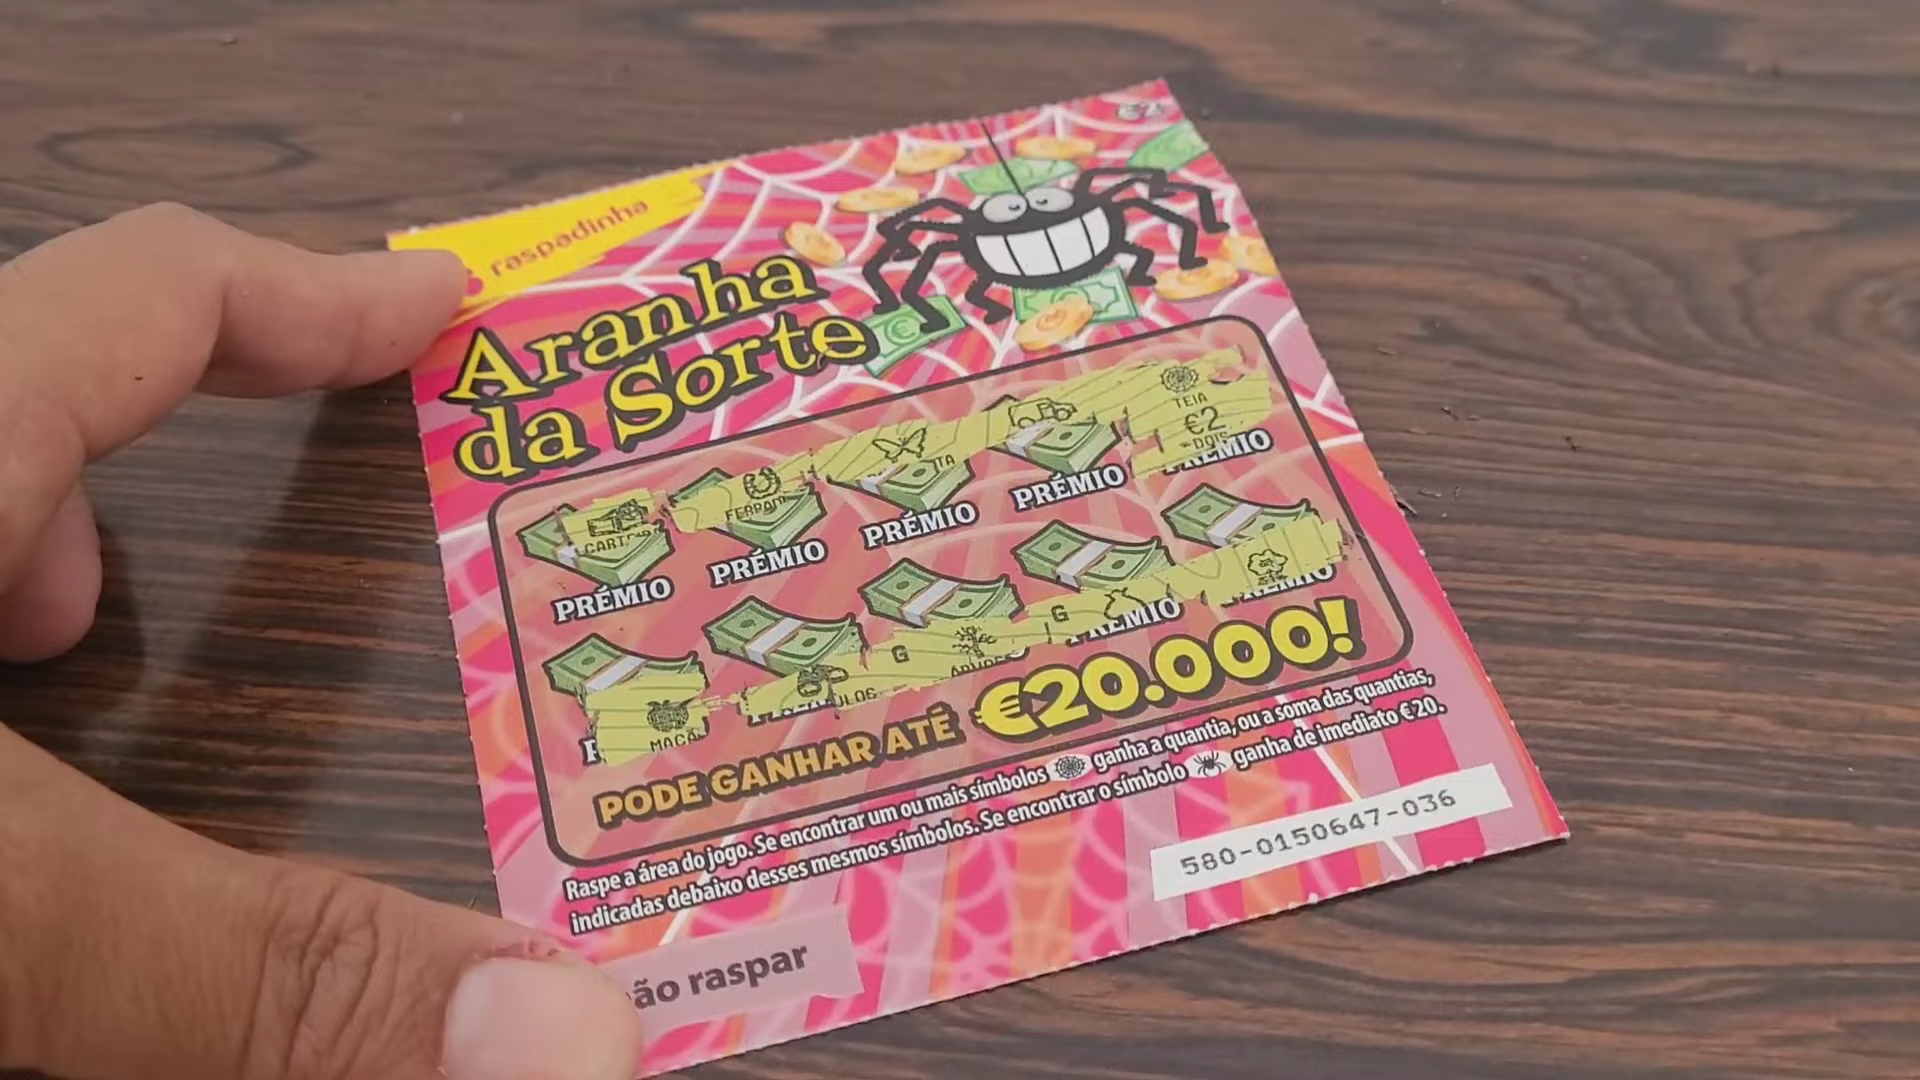 €2
raspadinha
Aranha
da Sorte
TEIA
€2
DOIS
PRÉMIO
PRÉMIO
PRÉMIO
PRÉMIO
PRÉMIO
MAÇÃ
G
G
PODE GANHAR ATÉ €20.000!
Raspe a área do jogo. Se encontrar um ou mais símbolos ganha a quantia, ou a soma das quantias,
indicadas debaixo desses mesmos símbolos. Se encontrar o símbolo ganha de imediato €20.
580-0150647-036
raspar